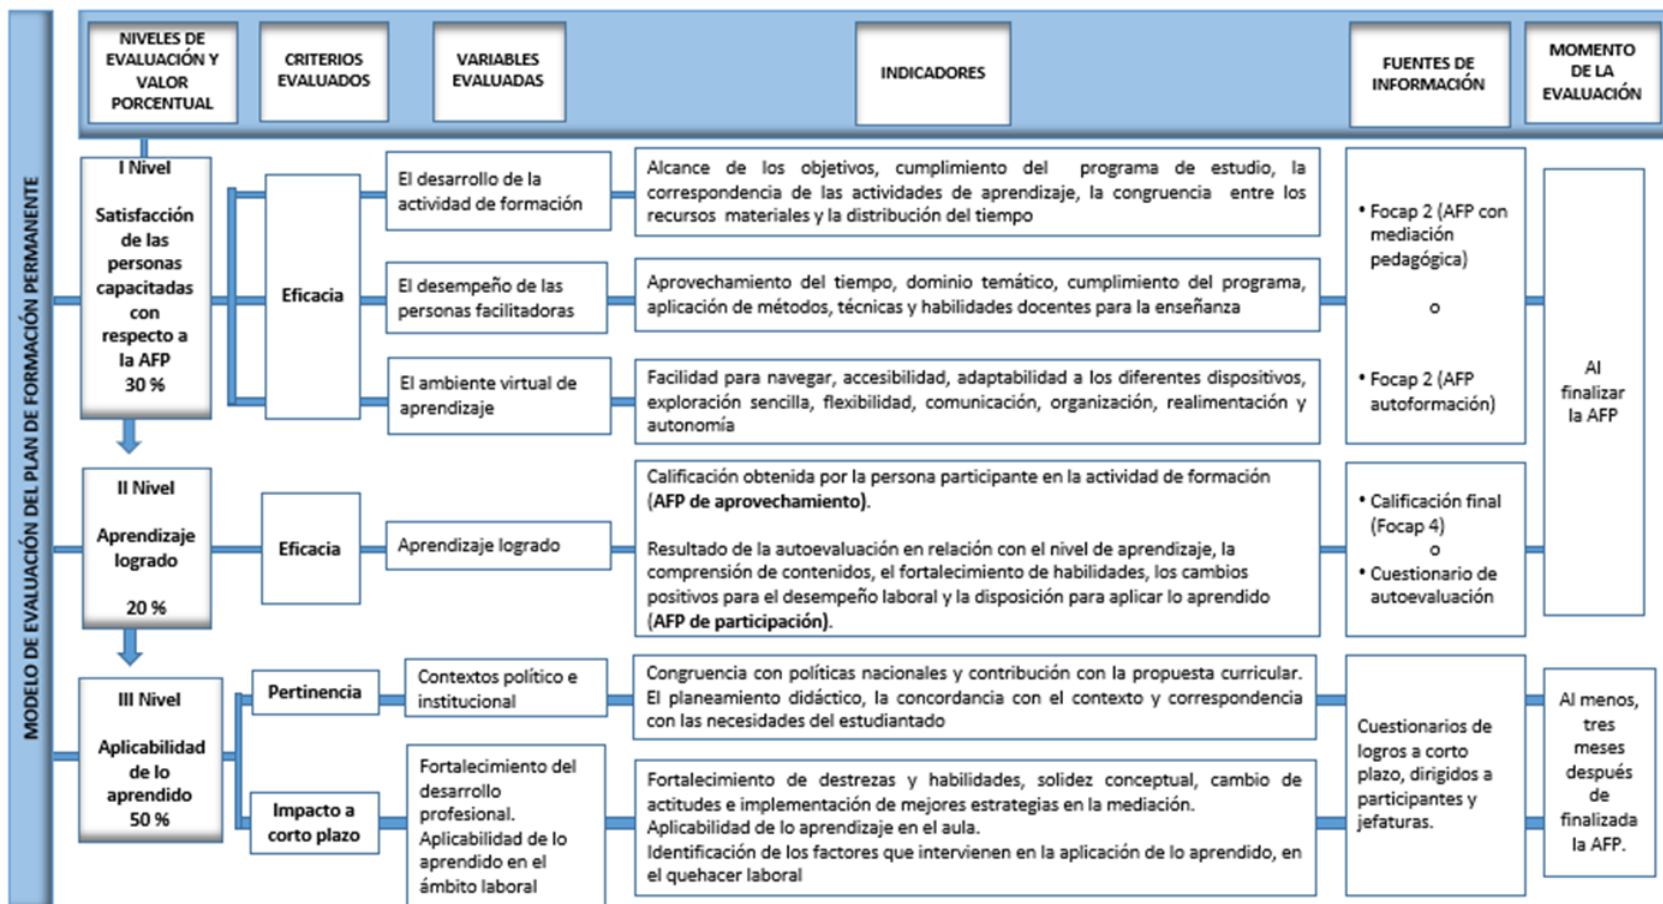 MODELO DE EVALUACIÓN DEL PLAN DE FORMACIÓN PERMANENTE
NIVELES DE
EVALUACIÓN Y
VALOR
PORCENTUAL
CRITERIOS
EVALUADOS
VARIABLES
EVALUADAS
INDICADORES
FUENTES DE
INFORMACIÓN
MOMENTO
DE LA
EVALUACIÓN
I Nivel
Satisfacción
de las
personas
capacitadas
con
respecto a
la AFP
30 %
Eficacia
El desarrollo de la
actividad de formación
Alcance de los objetivos, cumplimiento del programa de estudio, la
correspondencia de las actividades de aprendizaje, la congruencia entre los
recursos materiales y la distribución del tiempo
El desempeño de las
personas facilitadoras
Aprovechamiento del tiempo, dominio temático, cumplimiento del programa,
aplicación de métodos, técnicas y habilidades docentes para la enseñanza
El ambiente virtual de
aprendizaje
Facilidad para navegar, accesibilidad, adaptabilidad a los diferentes dispositivos,
exploración sencilla, flexibilidad, comunicación, organización, realimentación y
autonomía
• Focap 2 (AFP con
mediación
pedagógica)
o
• Focap 2 (AFP
autoformación)
Al
finalizar
la AFP
II Nivel
Aprendizaje
logrado
20 %
Eficacia
Aprendizaje logrado
Calificación obtenida por la persona participante en la actividad de formación
(AFP de aprovechamiento).
Resultado de la autoevaluación en relación con el nivel de aprendizaje, la
comprensión de contenidos, el fortalecimiento de habilidades, los cambios
positivos para el desempeño laboral y la disposición para aplicar lo aprendido
(AFP de participación).
• Calificación final
(Focap 4)
o
• Cuestionario de
autoevaluación
III Nivel
Aplicabilidad
de lo
aprendido
50 %
Pertinencia
Contextos político e
institucional
Congruencia con políticas nacionales y contribución con la propuesta curricular.
El planeamiento didáctico, la concordancia con el contexto y correspondencia
con las necesidades del estudiantado
Impacto a
corto plazo
Fortalecimiento del
desarrollo
profesional.
Aplicabilidad de lo
aprendido en el
ámbito laboral
Fortalecimiento de destrezas y habilidades, solidez conceptual, cambio de
actitudes e implementación de mejores estrategias en la mediación.
Aplicabilidad de lo aprendizaje en el aula.
Identificación de los factores que intervienen en la aplicación de lo aprendido, en
el quehacer laboral
Cuestionarios de
logros a corto
plazo, dirigidos a
participantes y
jefaturas.
Al menos,
tres
meses
después
de
finalizada
la AFP.